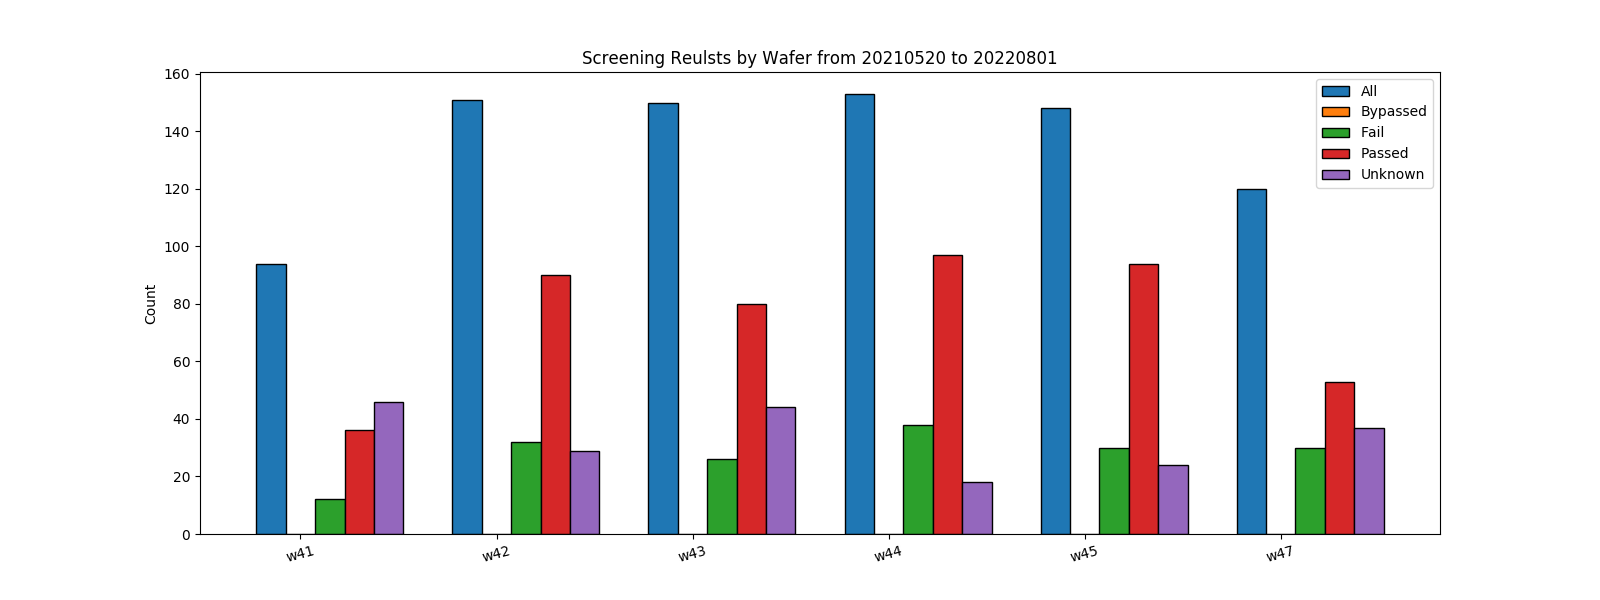 Screening Reulsts by Wafer from 20210520 to 20220801
160
140
120
100
80
60
40
20
0
Count
All
Bypassed
Fail
Passed
Unknown
w41 w42 w43 w44 w45 w47